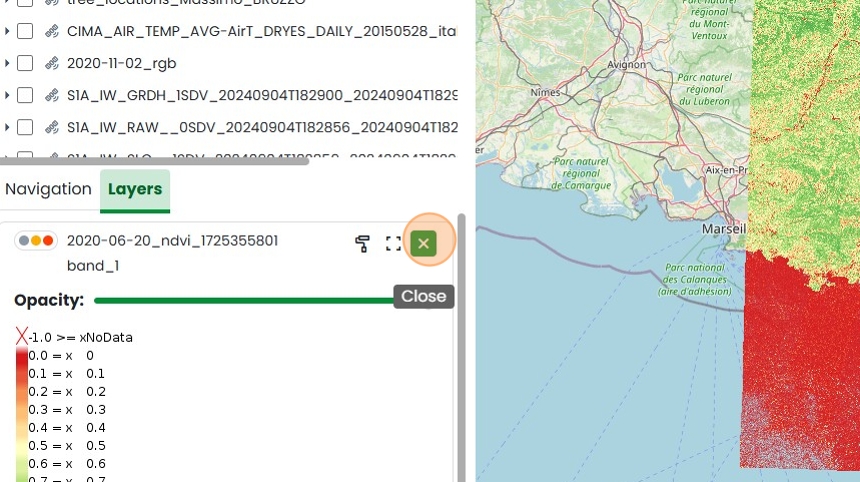 tree_locations_Massimo_BRUZZO
CIMA_AIR_TEMP_AVG-AirT_DRYES_DAILY_20150528_ita
2020-11-02_rgb
S1A_IW_GRDH_1SDV_20240904T182900_20240904T1829
S1A_IW_RAW__0SDV_20240904T182856_20240904T182
Navigation
Layers
2020-06-20_ndvi_1725355801
band_1
Close
Opacity:
-1.0 >= xNoData
0.0 = x 0
0.1 = x 0.1
0.2 = x 0.2
0.3 = x 0.3
0.4 = x 0.4
0.5 = x 0.5
0.6 = x 0.6
0.7 = x 0.7
régional
du Mont-
Ventoux
Avignon
Nîmes
Parc naturel
régional
du Luberon
Parc naturel
régional
de Camargue
Aix-en-Pr
Marseil
Parc national
des Calanques
(aire d'adhésion)